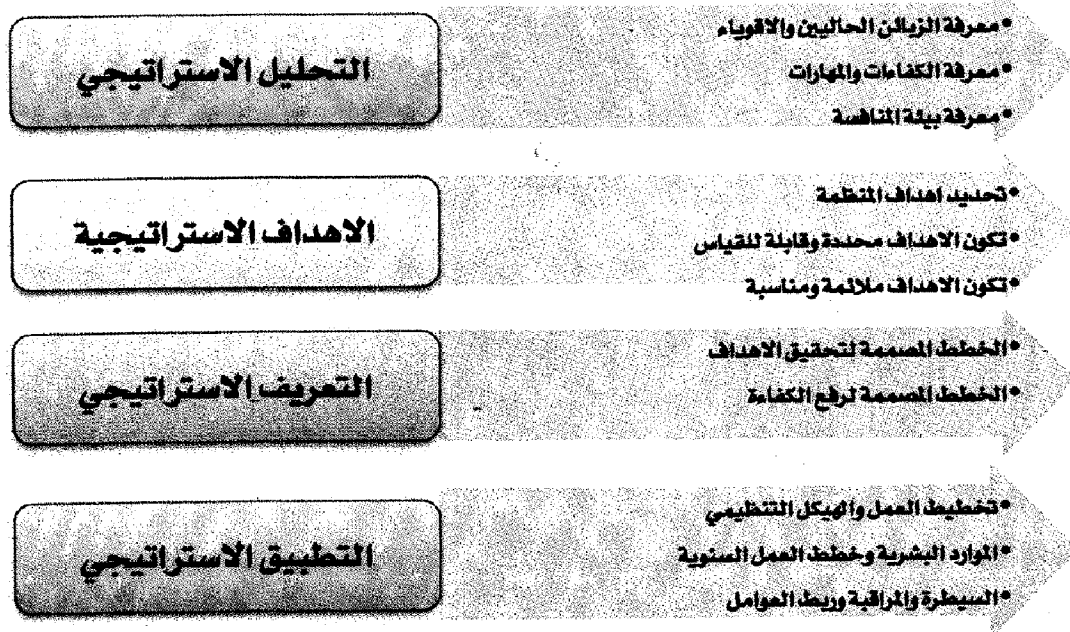 التحليل الاستراتيجي
•معرفة الزبائن الحاليين والاقوياء
•معرفة الكفاءات والمهارات
•معرفة بيئة المنافسة
الاهداف الاستراتيجية
•تحديد اهداف المنظمة
•تكون الاهداف محددة وقابلة للقياس
•تكون الاهداف ملائمة ومناسبة
التعريف الاستراتيجي
•الخطط المصممة لتحقيق الاهداف
•الخطط المصممة لرفع الكفاءة
التطبيق الاستراتيجي
•تخطيط العمل والهيكل التنظيمي
•الموارد البشرية وخطط العمل السنوية
•السيطرة والمراقبة وربط العوامل